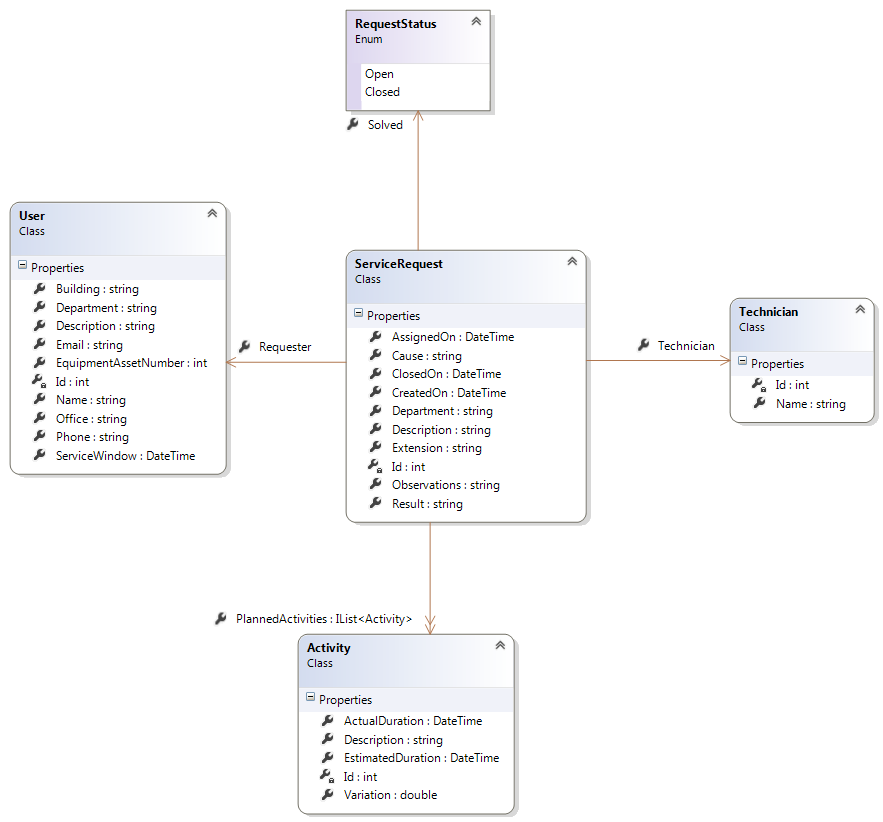 RequestStatus
Enum
Open
Closed
Solved
User
Class
Properties
Building : string
Department : string
Description : string
Email : string
EquipmentAssetNumber : int
Id : int
Name : string
Office : string
Phone : string
ServiceWindow : DateTime
Requester
ServiceRequest
Class
Properties
AssignedOn : DateTime
Cause : string
ClosedOn : DateTime
CreatedOn : DateTime
Department : string
Description : string
Extension : string
Id : int
Observations : string
Result : string
Technician
Technician
Class
Properties
Id : int
Name : string
PlannedActivities : IList<Activity>
Activity
Class
Properties
ActualDuration : DateTime
Description : string
EstimatedDuration : DateTime
Id : int
Variation : double